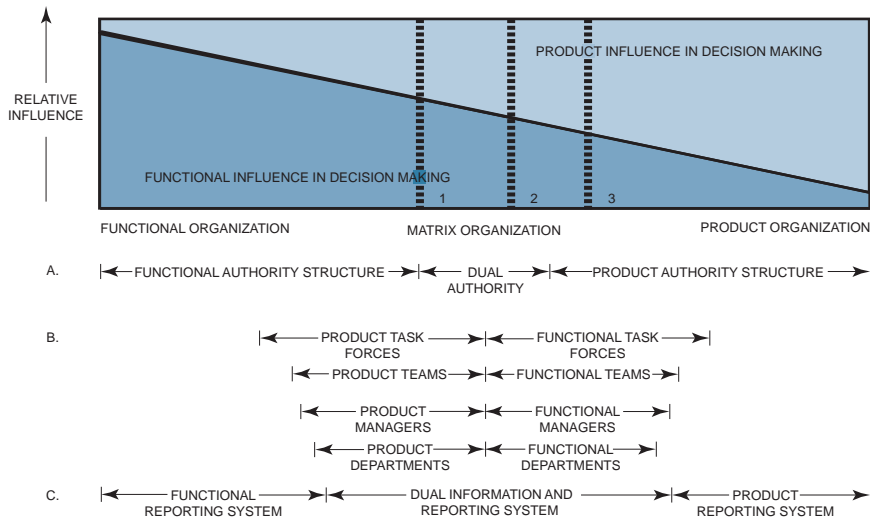 PRODUCT INFLUENCE IN DECISION MAKING
RELATIVE
INFLUENCE
FUNCTIONAL INFLUENCE IN DECISION MAKING
1
2
3
FUNCTIONAL ORGANIZATION
MATRIX ORGANIZATION
PRODUCT ORGANIZATION
A.
FUNCTIONAL AUTHORITY STRUCTURE
DUAL
AUTHORITY
PRODUCT AUTHORITY STRUCTURE
B.
PRODUCT TASK
FORCES
FUNCTIONAL TASK
FORCES
PRODUCT TEAMS
FUNCTIONAL TEAMS
PRODUCT
MANAGERS
FUNCTIONAL
MANAGERS
PRODUCT
DEPARTMENTS
FUNCTIONAL
DEPARTMENTS
C.
FUNCTIONAL
REPORTING SYSTEM
DUAL INFORMATION AND
REPORTING SYSTEM
PRODUCT
REPORTING SYSTEM